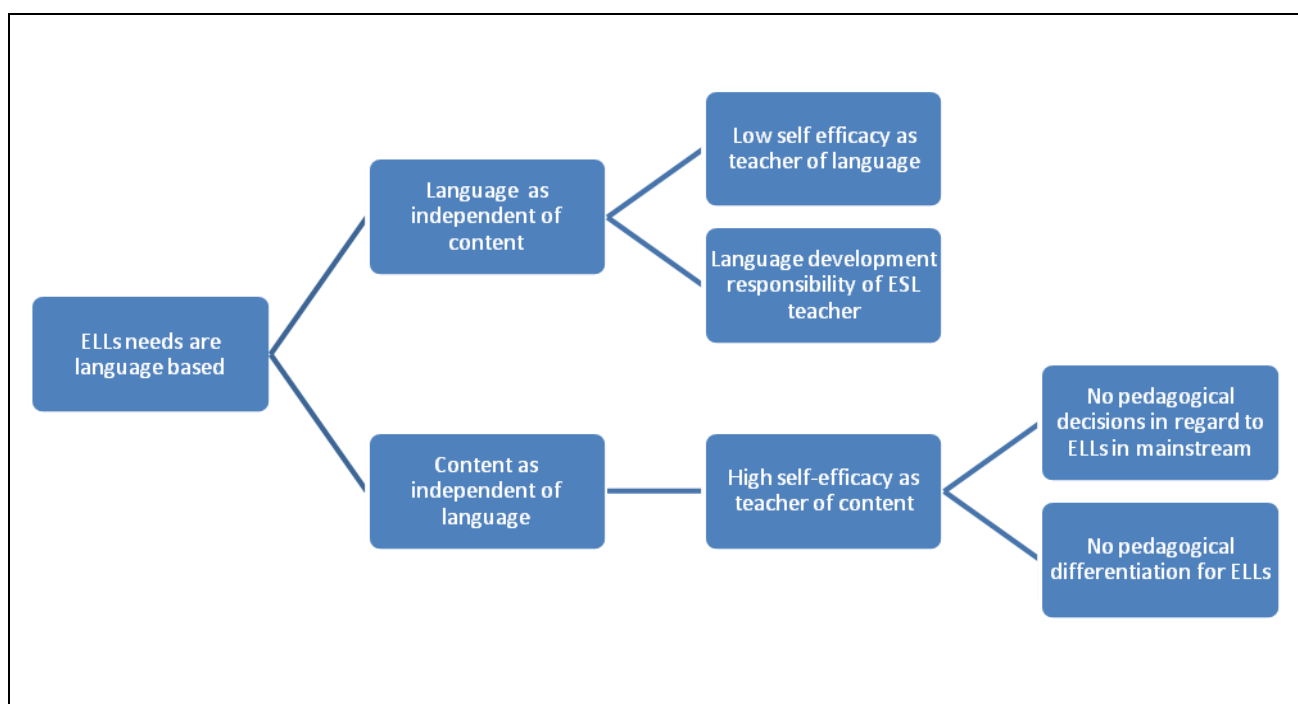 ELLs needs are
language based
Language as
independent of
content
Low self efficacy as
teacher of language
Language development
responsibility of ESL
teacher
Content as
independent of
language
High self-efficacy as
teacher of content
No pedagogical
decisions in regard to
ELLs in mainstream
No pedagogical
differentiation for ELLs